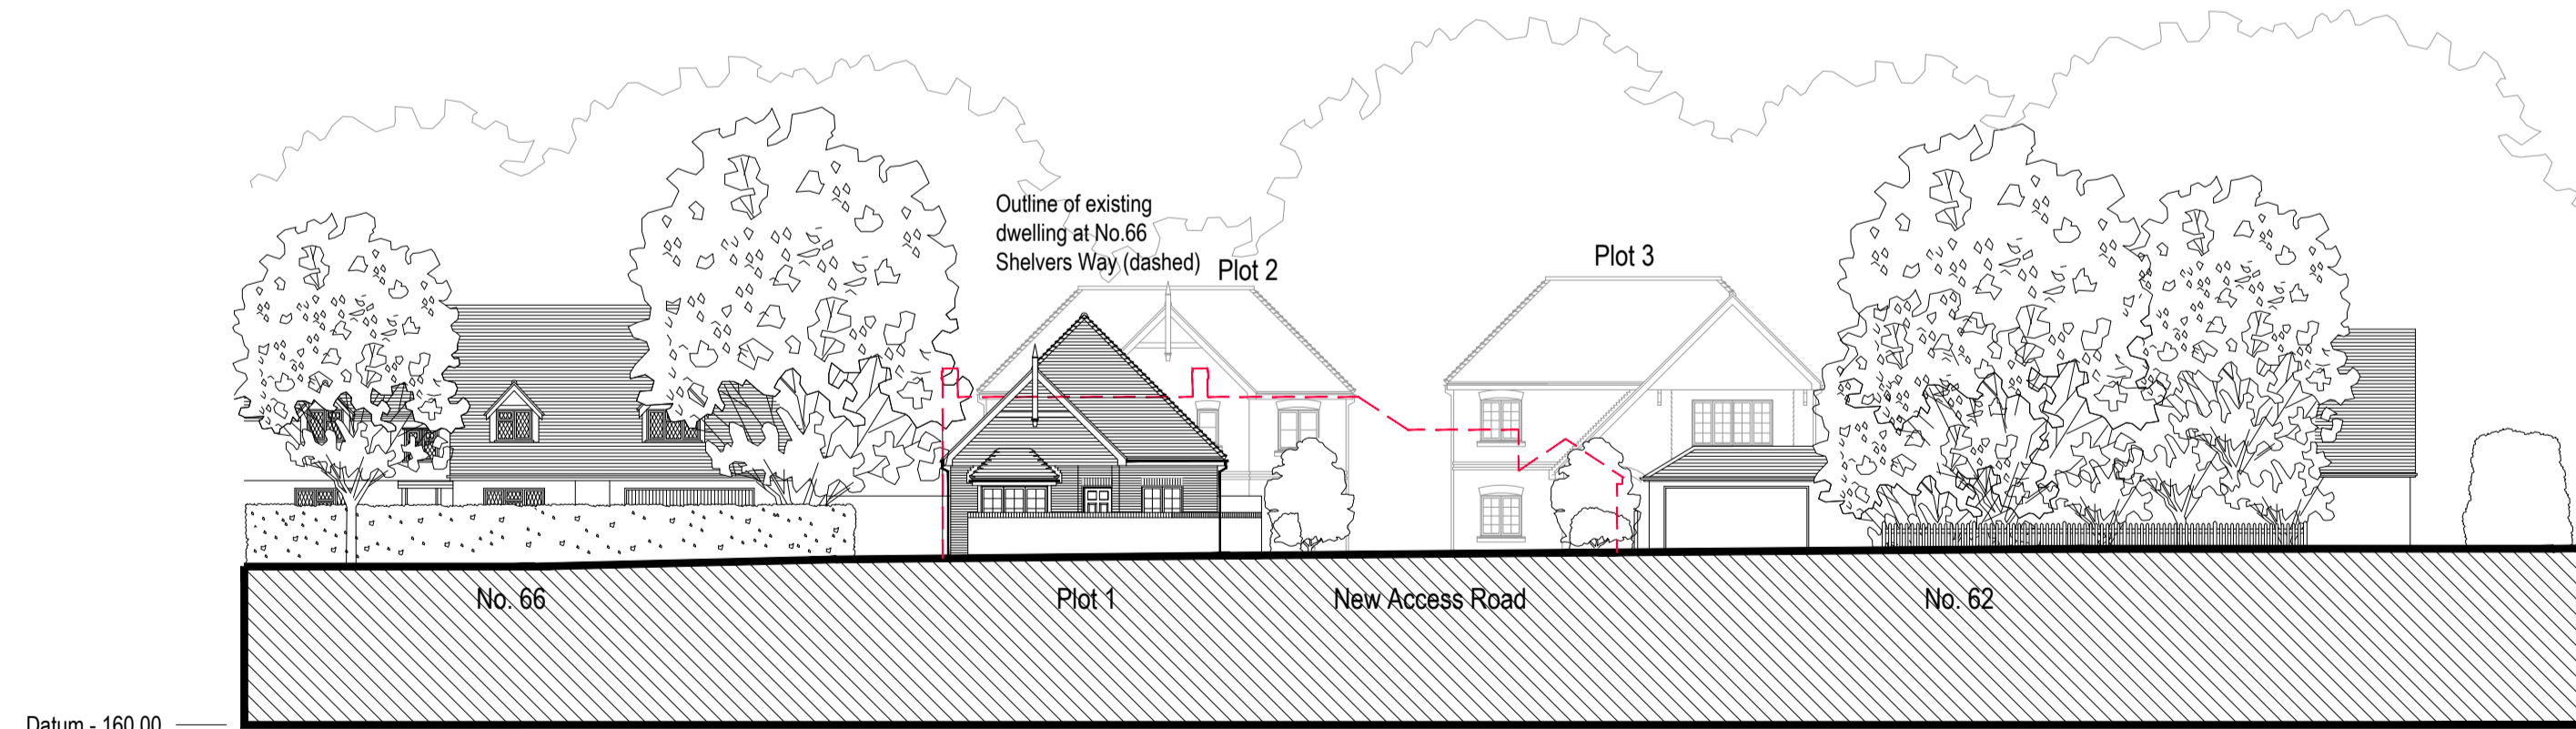 Outline of existing
dwelling at No.66
Shelvers Way (dashed)
Plot 2
Plot 3
No. 66
Plot 1
New Access Road
No. 62
Datum - 160.00